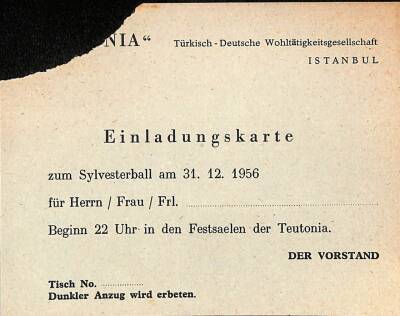 NIA“ Türkisch-Deutsche Wohltätigkeitsgesellschaft
ISTANBUL
Einladungskarte
zum Sylvesterball am 31. 12. 1956
für Herrn / Frau / Frl. ........................................
Beginn 22 Uhr in den Festsaelen der Teutonia.
DER VORSTAND
Tisch No. ................
Dunkler Anzug wird erbeten.